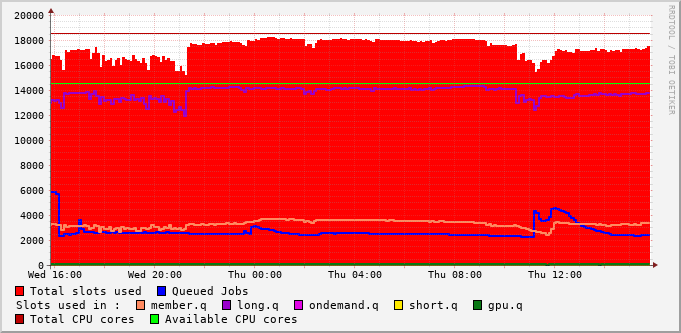 RRDTOOL / TOBI OETIKER
20000
18000
16000
14000
12000
10000
8000
6000
4000
2000
0
Wed 16:00 Wed 20:00 Thu 00:00 Thu 04:00 Thu 08:00 Thu 12:00
Total slots used Queued Jobs
Slots used in : member.q long.q ondemand.q short.q gpu.q
Total CPU cores Available CPU cores